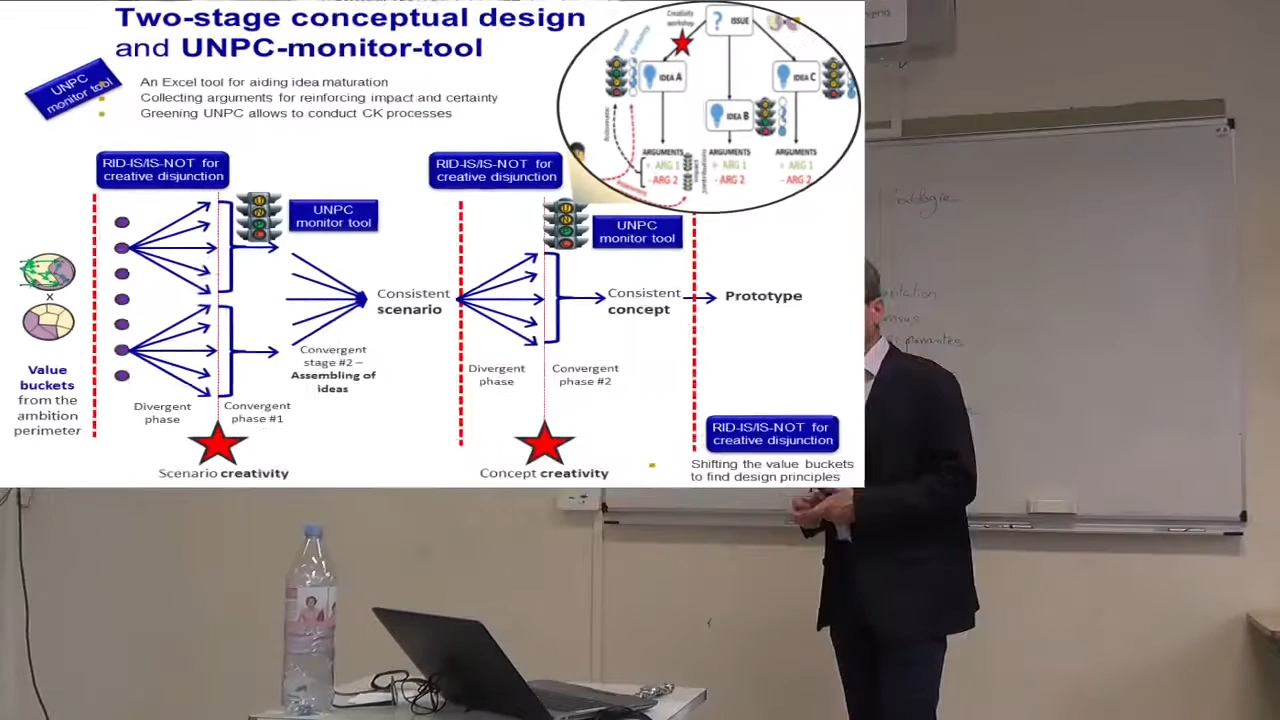 Two-stage conceptual design
and UNPC-monitor-tool
UNPC
monitor tool
An Excel tool for aiding idea maturation
Collecting arguments for reinforcing impact and certainty
Greening UNPC allows to conduct CK processes
Creativity
workshop
? ISSUE
Impact
Certainty
IDEA A
IDEA C
IDEA B
ARGUMENTS
+ ARG 1
- ARG 2
ARGUMENTS
+ ARG 1
- ARG 2
ARGUMENTS
+ ARG 1
- ARG 2
impact
contributions
RID-IS/IS-NOT for
creative disjunction
U
N
P
C
UNPC
monitor tool
RID-IS/IS-NOT for
creative disjunction
U
N
P
C
UNPC
monitor tool
x
Value
buckets
from the
ambition
perimeter
Divergent
phase
Convergent
phase #1
Convergent
stage #2 –
Assembling of
ideas
Consistent
scenario
Divergent
phase
Convergent
phase #2
Consistent
concept
Prototype
Scenario creativity
Concept creativity
RID-IS/IS-NOT for
creative disjunction
Shifting the value buckets
to find design principles